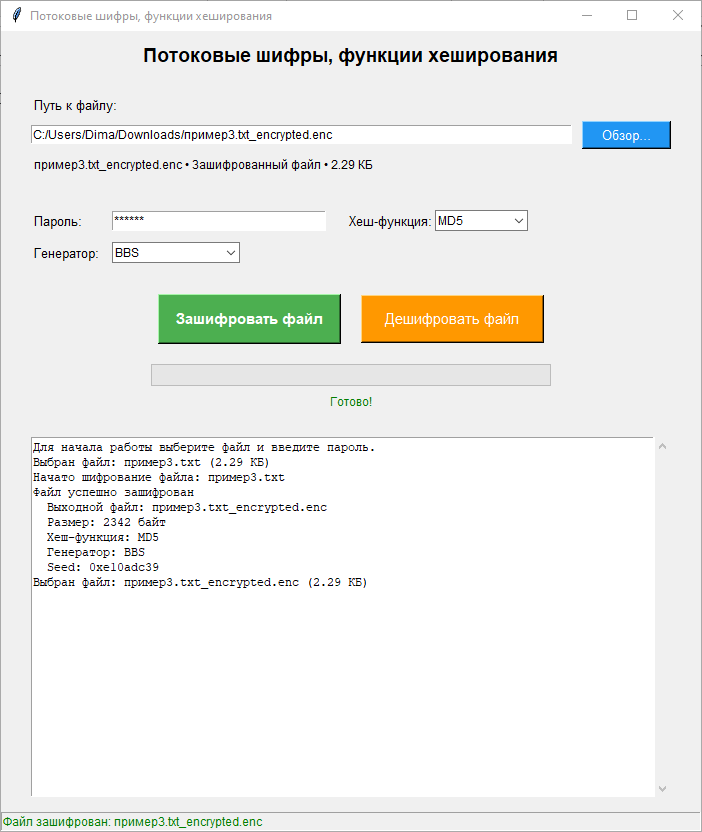 Потоковые шифры, функции хеширования
Потоковые шифры, функции хеширования
Путь к файлу:
C:/Users/Dima/Downloads/пример3.txt_encrypted.enc Обзор...
пример3.txt_encrypted.enc • Зашифрованный файл • 2.29 КБ
Пароль: ****** Хеш-функция: MD5
Генератор: BBS
Зашифровать файл Дешифровать файл
Готово!
Для начала работы выберите файл и введите пароль.
Выбран файл: пример3.txt (2.29 КБ)
Начато шифрование файла: пример3.txt
Файл успешно зашифрован
Выходной файл: пример3.txt_encrypted.enc
Размер: 2342 байт
Хеш-функция: MD5
Генератор: BBS
Seed: 0xe10adc39
Выбран файл: пример3.txt_encrypted.enc (2.29 КБ)
Файл зашифрован: пример3.txt_encrypted.enc